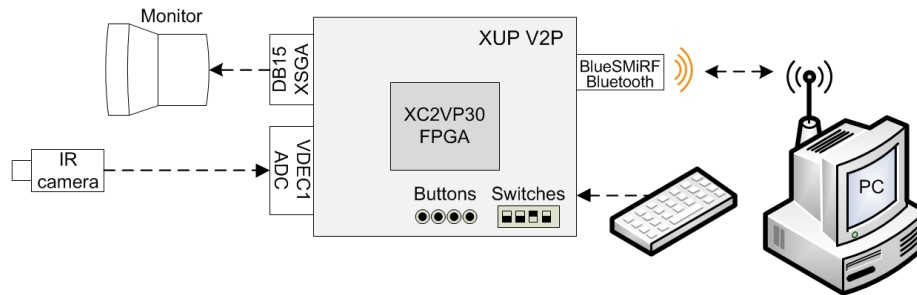 Monitor
DB15
XSGA
XUP V2P
BlueSMiRF
Bluetooth
XC2VP30
FPGA
IR
camera
VDEC1
ADC
Buttons
Switches
PC